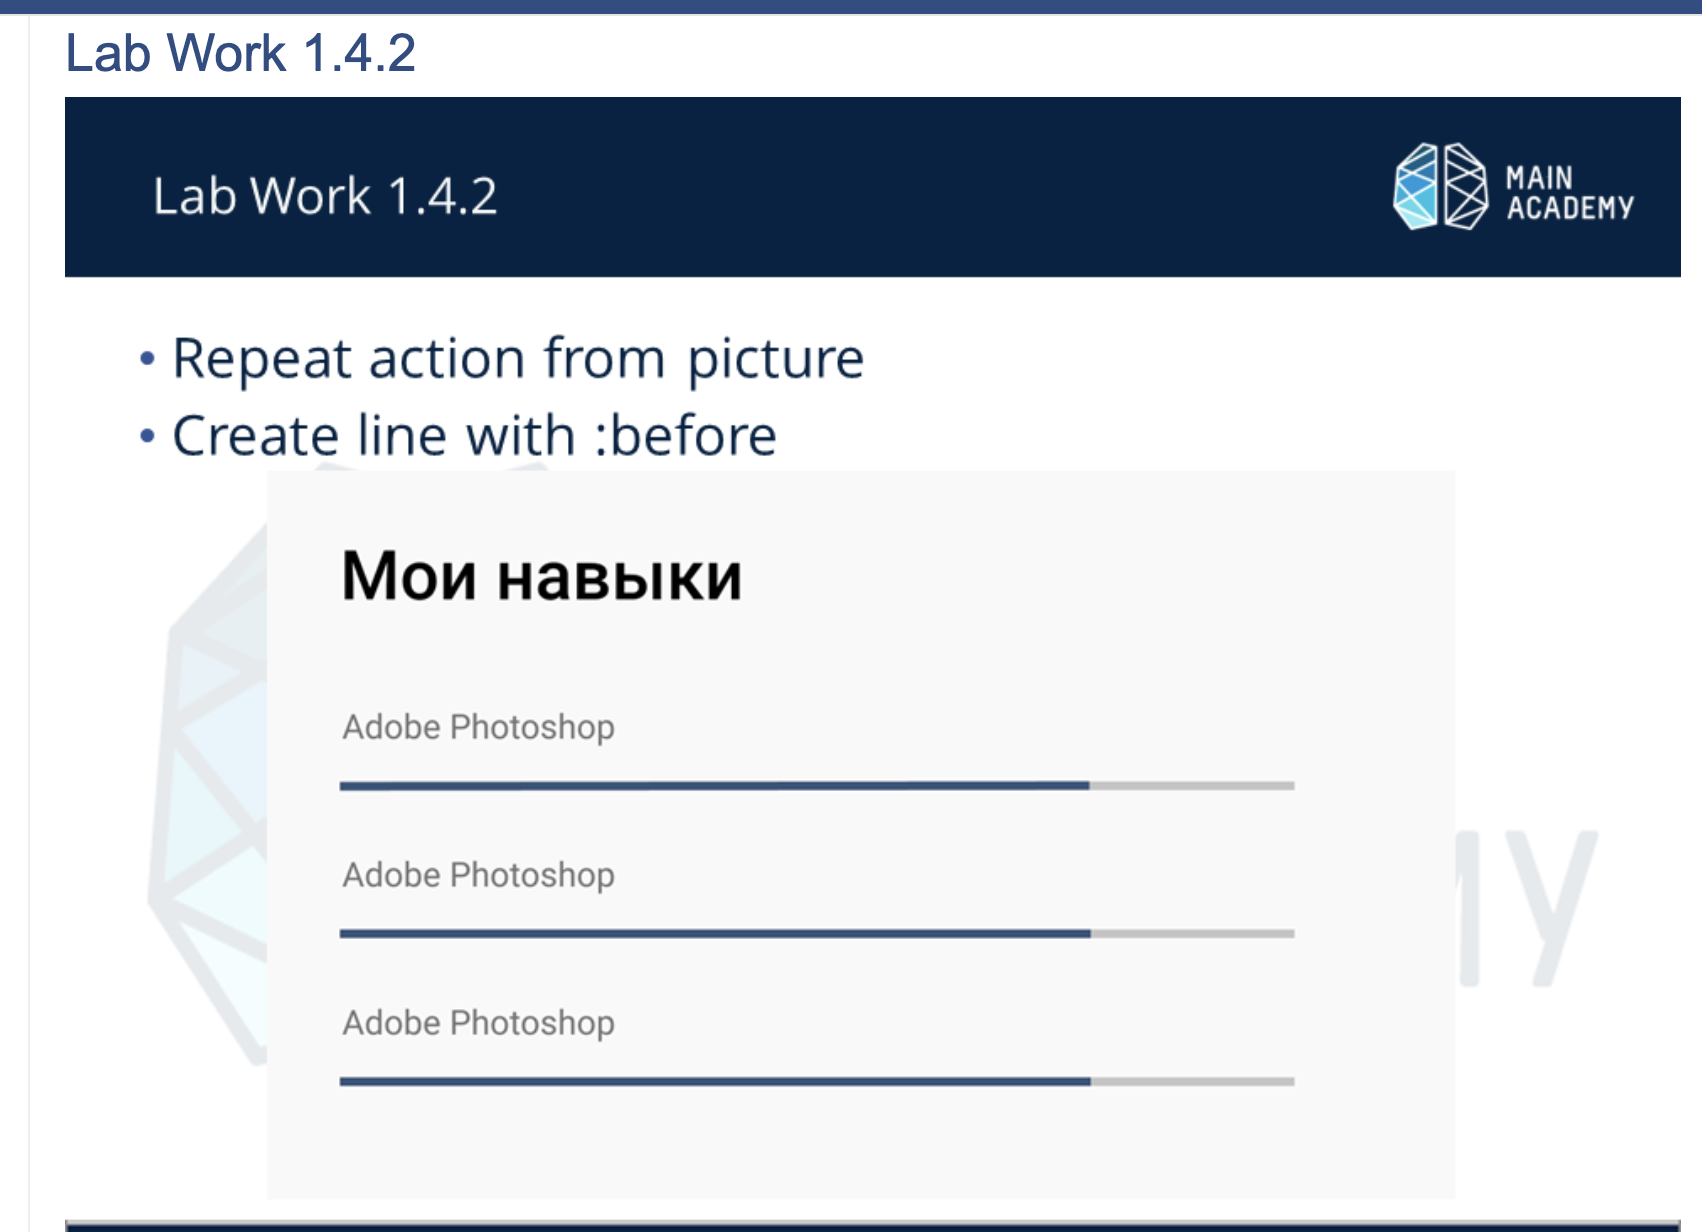 Lab Work 1.4.2
Lab Work 1.4.2
MAIN
ACADEMY
• Repeat action from picture
• Create line with :before
Мои навыки
Adobe Photoshop
Adobe Photoshop
Adobe Photoshop